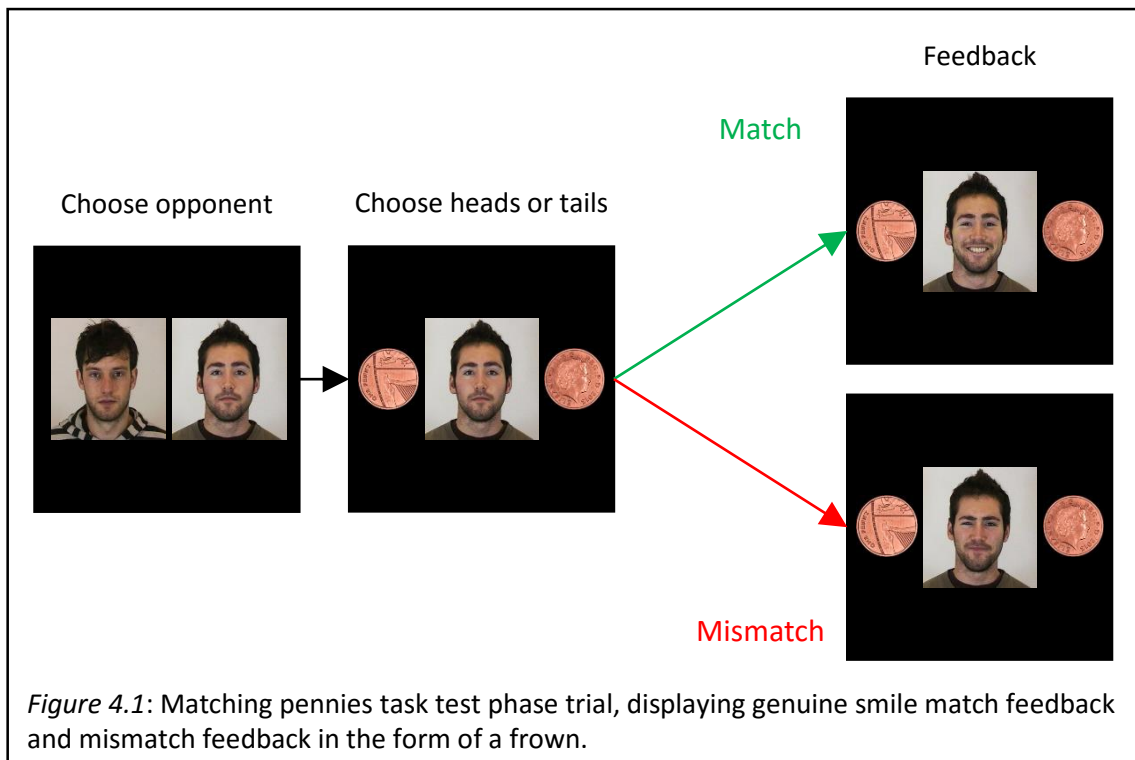 Feedback
Match
Choose opponent
Choose heads or tails
Mismatch
Figure 4.1: Matching pennies task test phase trial, displaying genuine smile match feedback
and mismatch feedback in the form of a frown.